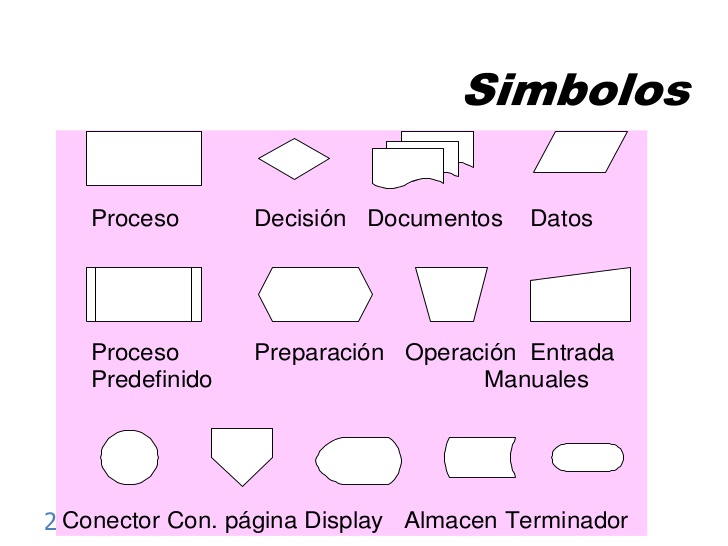 Simbolos
Proceso Decisión Documentos Datos
Proceso Preparación Operación Entrada
Predefinido Manuales
2 Conector Con. página Display Almacen Terminador